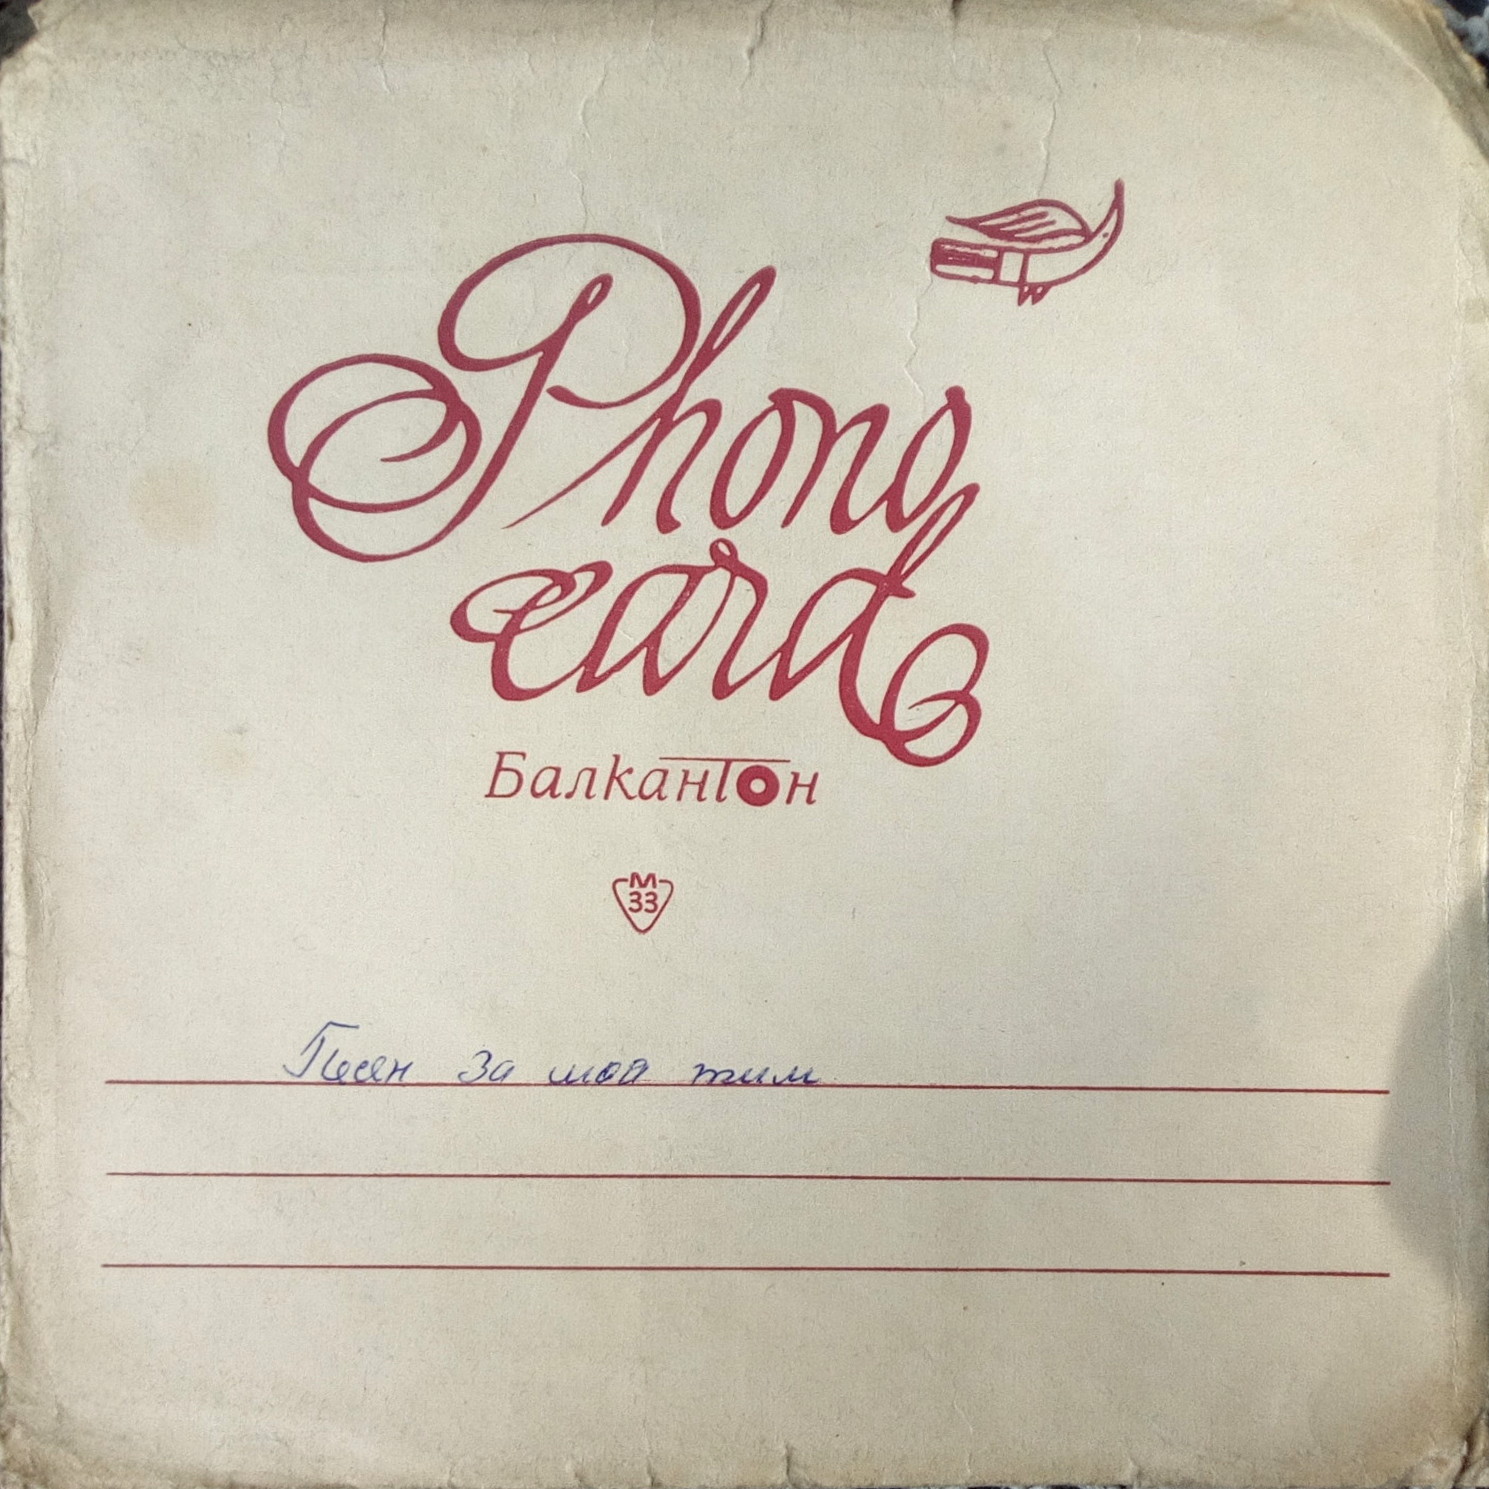 Phono
card
Балкантон
М
33
Песен за моя тим